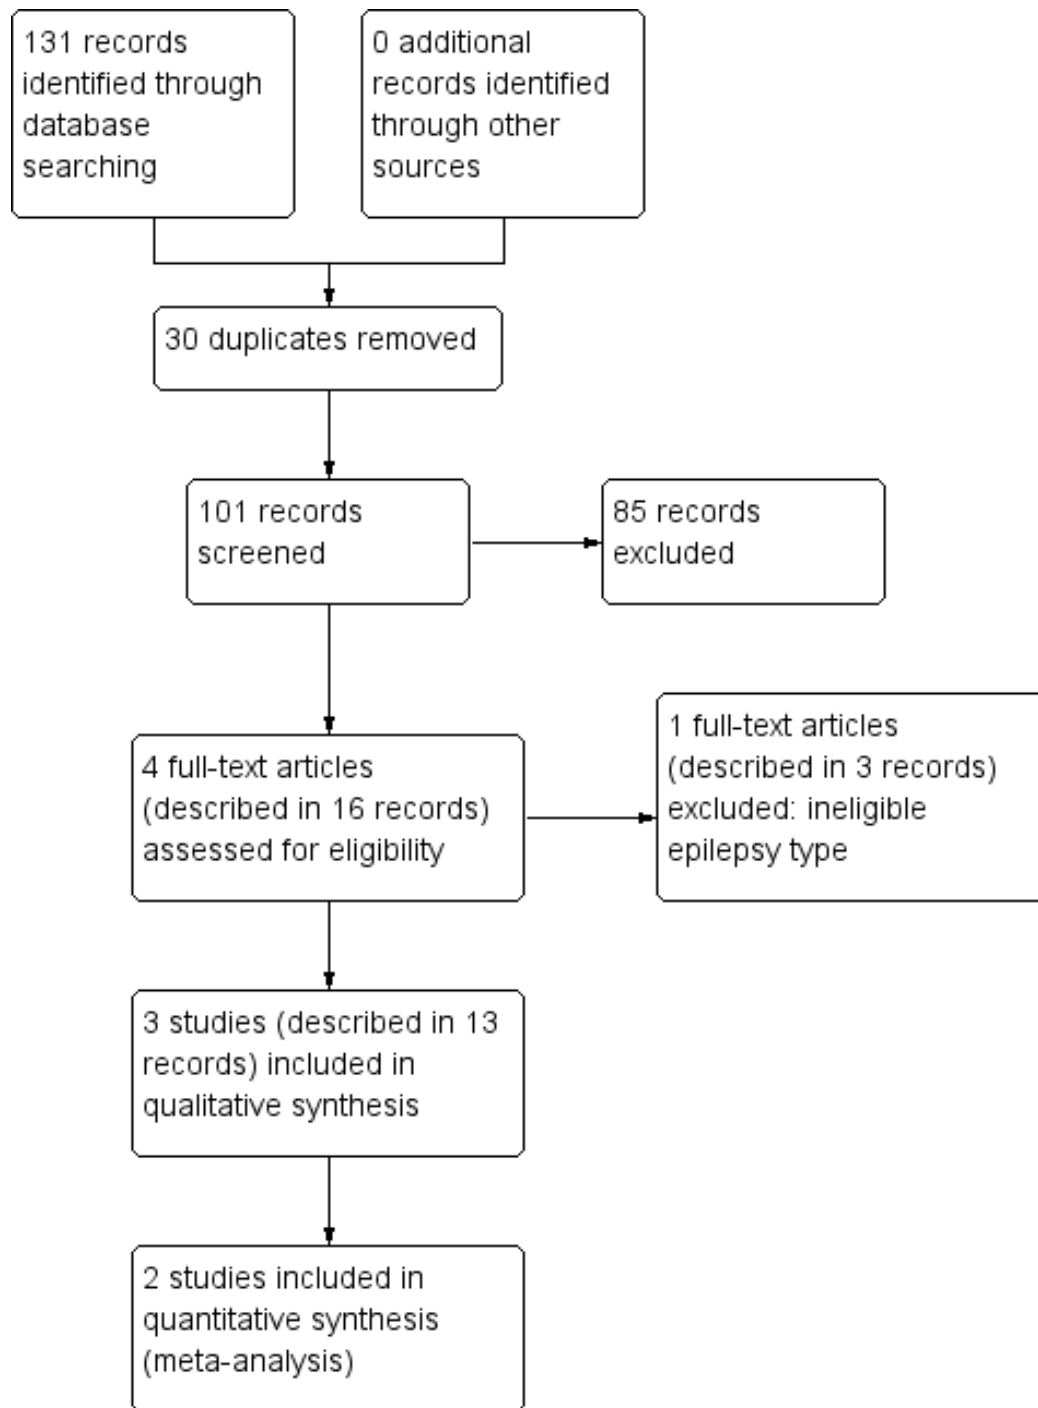 131 records
identified through
database
searching
0 additional
records identified
through other
sources
30 duplicates removed
101 records
screened
85 records
excluded
4 full-text articles
(described in 16 records)
assessed for eligibility
1 full-text articles
(described in 3 records)
excluded: ineligible
epilepsy type
3 studies (described in 13
records) included in
qualitative synthesis
2 studies included in
quantitative synthesis
(meta-analysis)